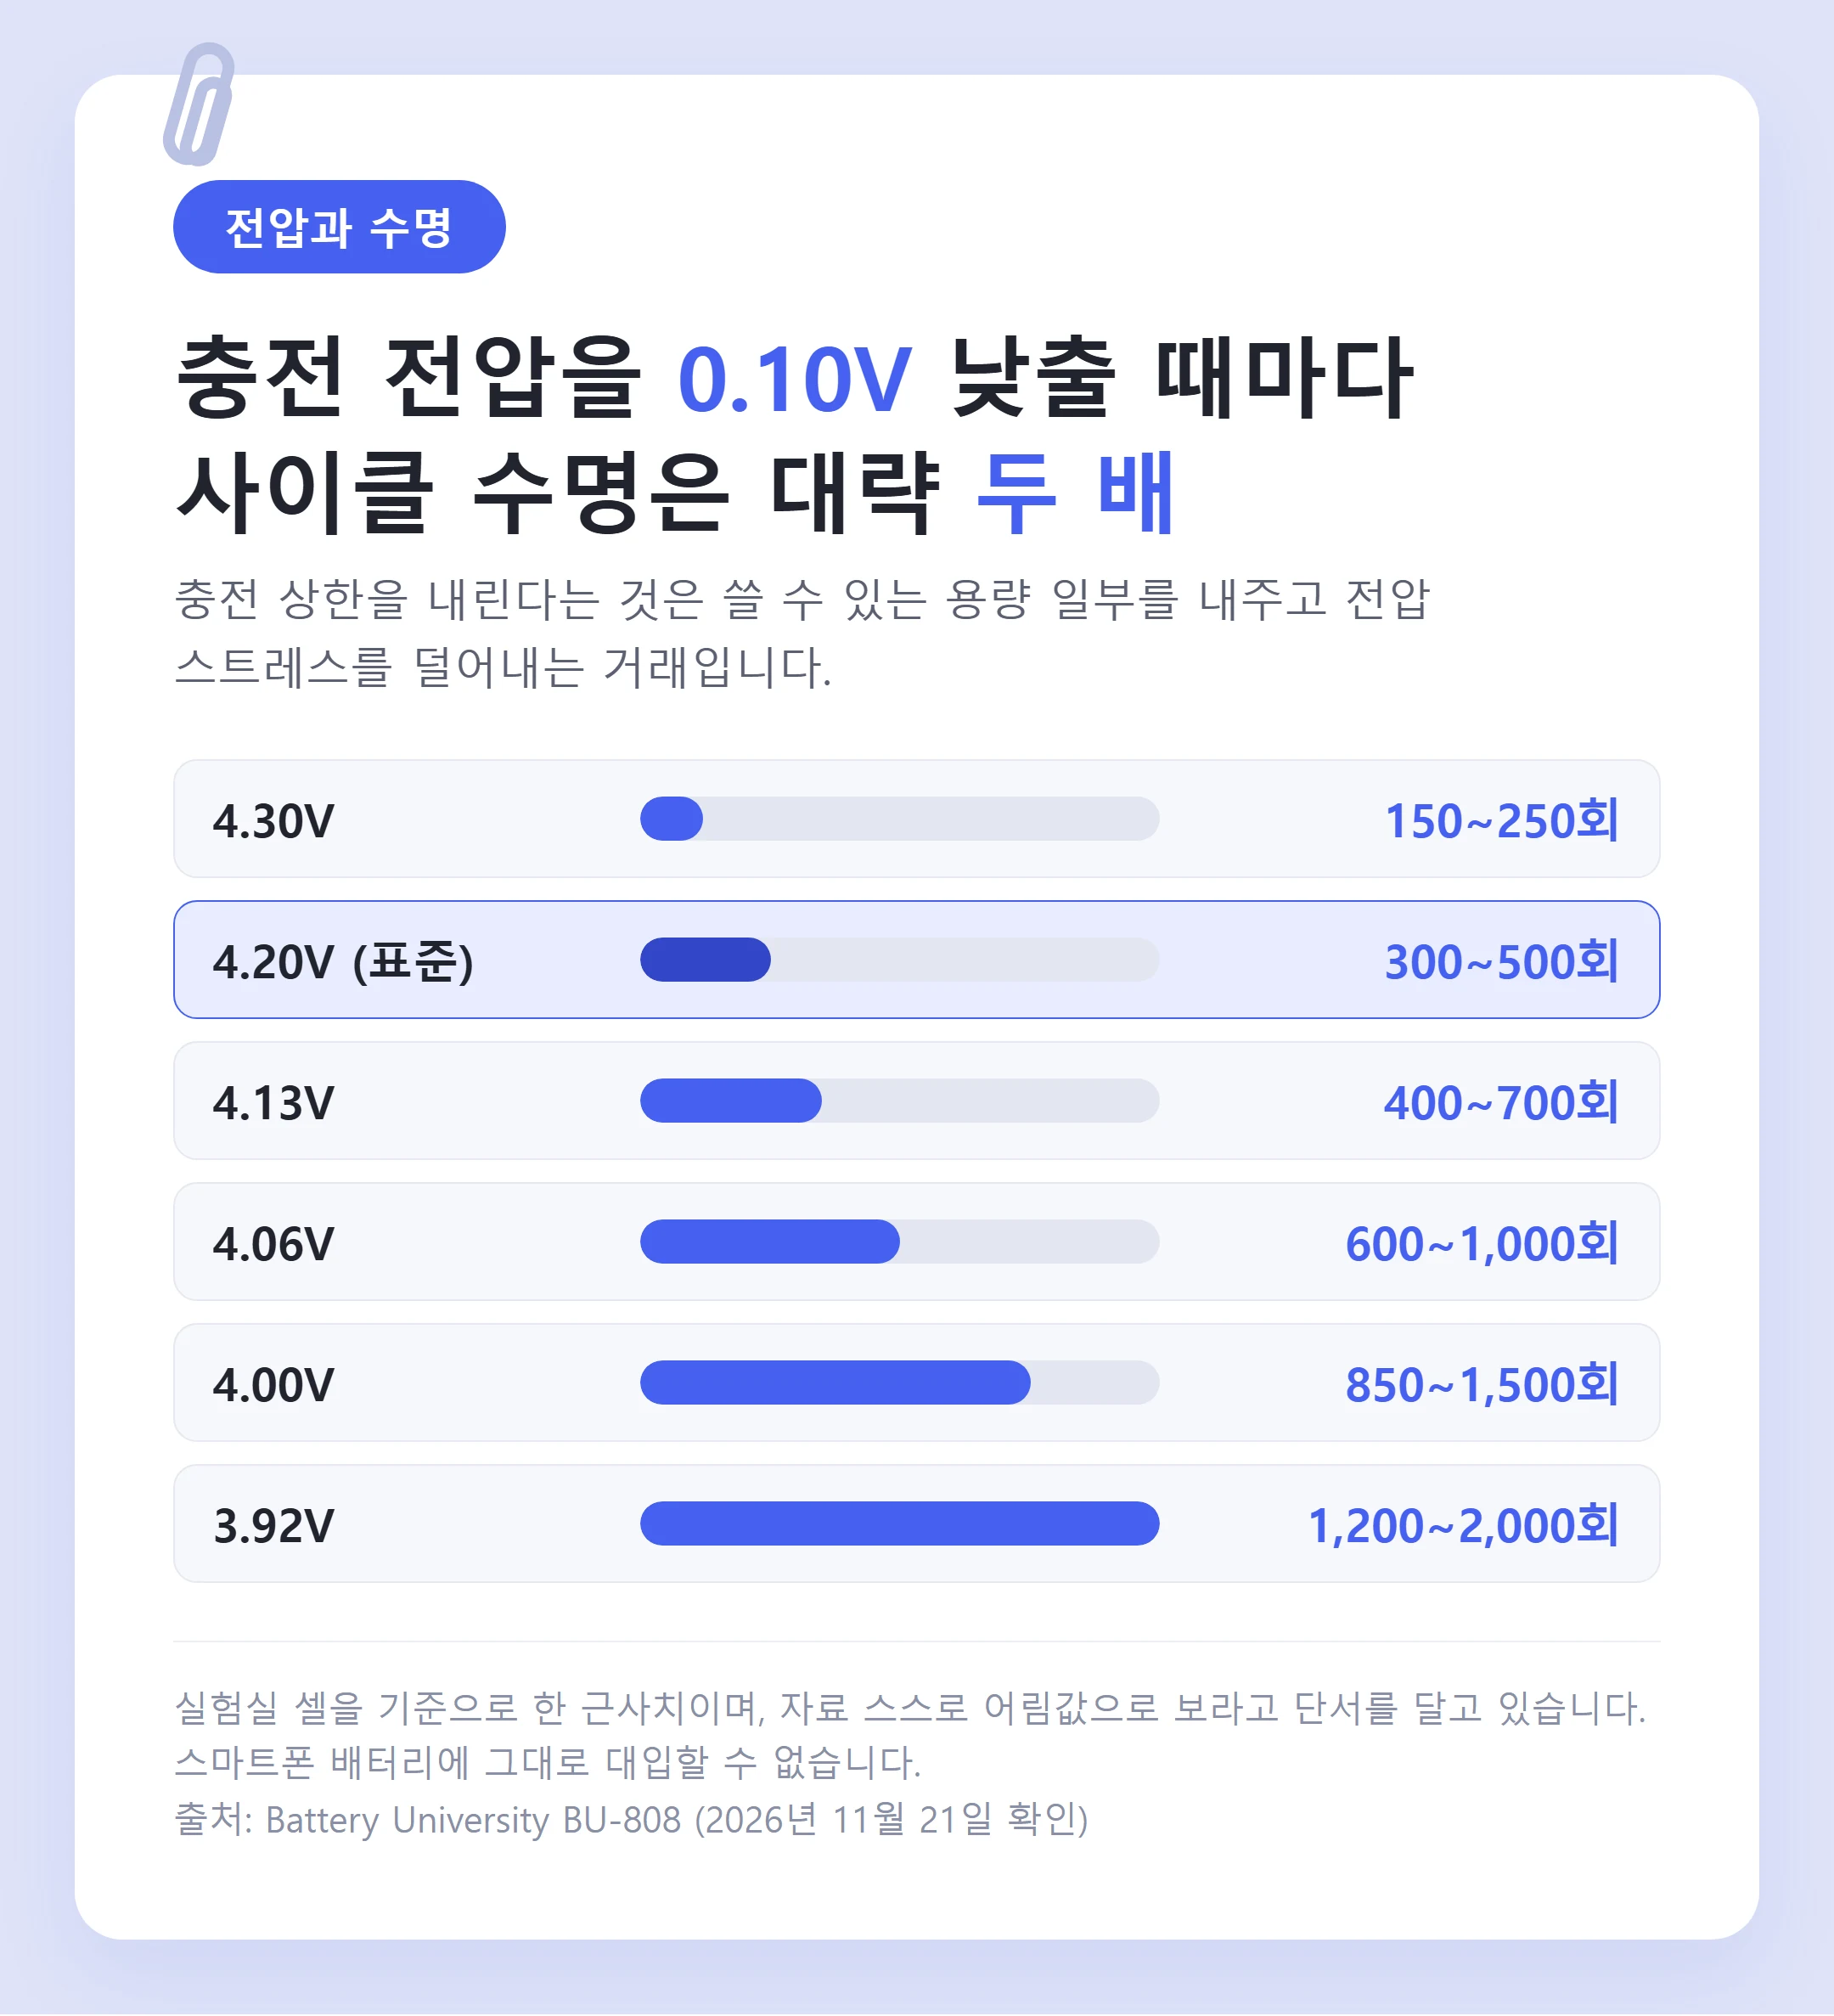 전압과 수명
충전 전압을 0.10V 낮출 때마다
사이클 수명은 대략 두 배
충전 상한을 내린다는 것은 쓸 수 있는 용량 일부를 내주고 전압
스트레스를 덜어내는 거래입니다.
4.30V 150~250회
4.20V (표준) 300~500회
4.13V 400~700회
4.06V 600~1,000회
4.00V 850~1,500회
3.92V 1,200~2,000회
실험실 셀을 기준으로 한 근사치이며, 자료 스스로 어림값으로 보라고 단서를 달고 있습니다.
스마트폰 배터리에 그대로 대입할 수 없습니다.
출처: Battery University BU-808 (2026년 11월 21일 확인)